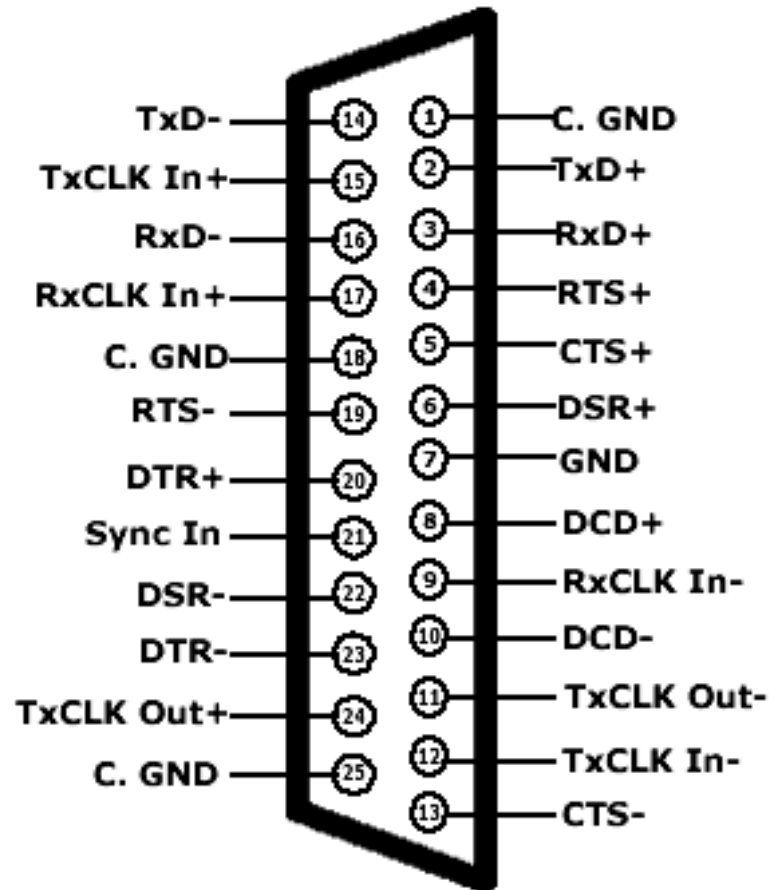 TxD- 14 1 C. GND
TxCLK In+ 15 2 TxD+
RxD- 16 3 RxD+
RxCLK In+ 17 4 RTS+
C. GND 18 5 CTS+
RTS- 19 6 DSR+
DTR+ 20 7 GND
Sync In 21 8 DCD+
DSR- 22 9 RxCLK In-
DTR- 23 10 DCD-
TxCLK Out+ 24 11 TxCLK Out-
C. GND 25 12 TxCLK In-
13 CTS-